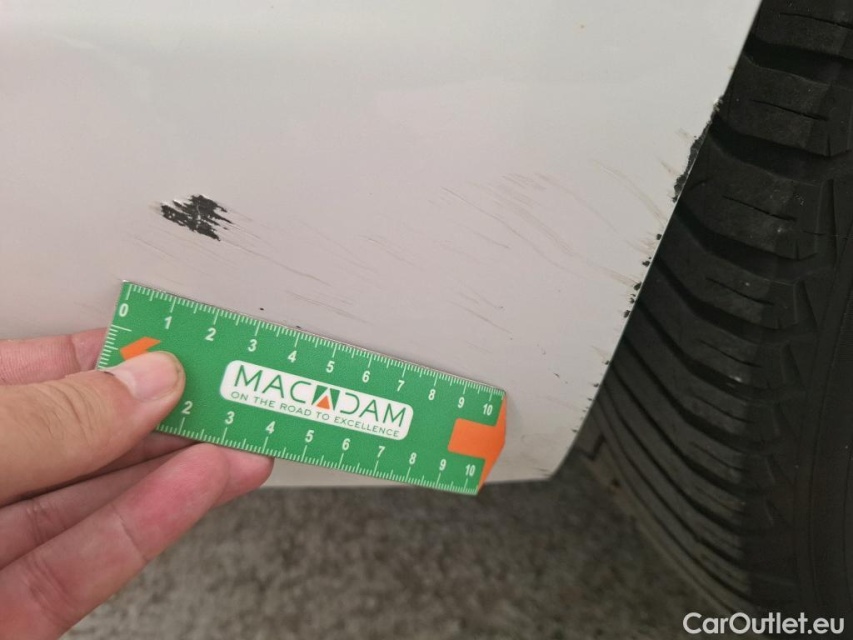 0 1 2 3 4 5 6 7 8 9 10
MACADAM
ON THE ROAD TO EXCELLENCE
2 3 4 5 6 7 8 9 10
CarOutlet.eu